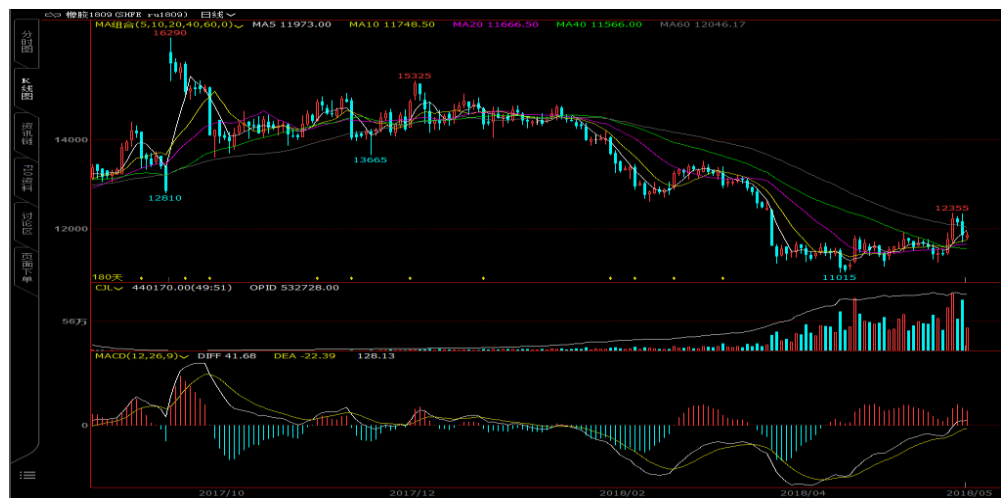 橡胶1809(SHFE ru1809) 日线
MA组合(5,10,20,40,60,0) MA5 11973.00 MA10 11748.50 MA20 11666.50 MA40 11566.00 MA60 12046.17
分时图
K线图
资讯链
F10资料
讨论区
页面下单
16290
15325
14000
13665
12810
12355
12000
11015
180天
CJL 440170.00(49:51) OPID 532728.00
56万
MACD(12,26,9) DIFF 41.68 DEA -22.39 128.13
0
2017/10 2017/12 2018/02 2018/04 2018/05